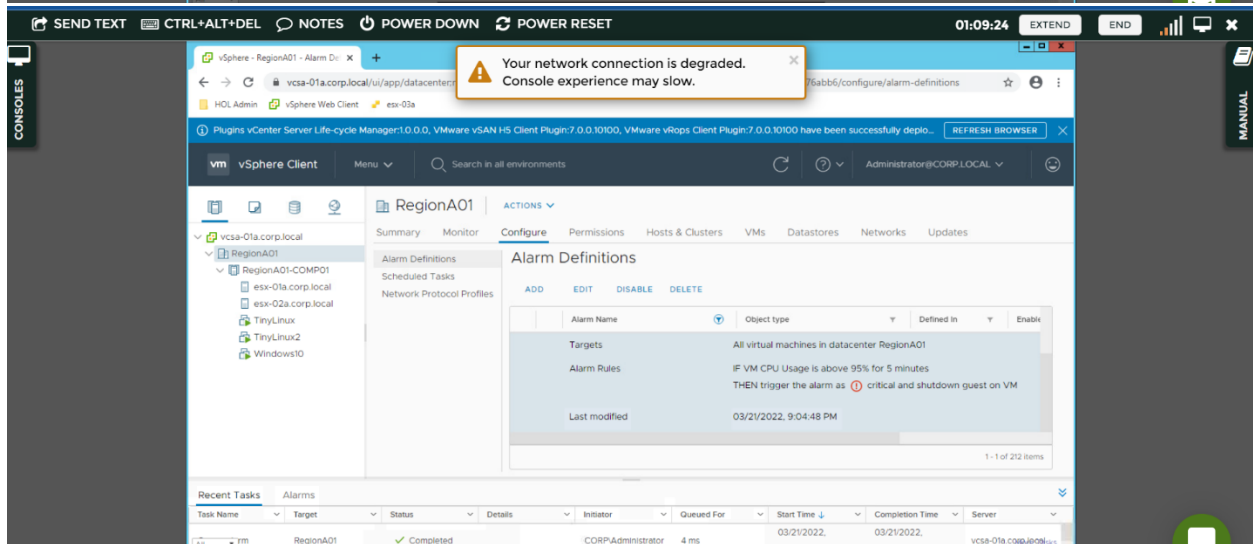 SEND TEXT CTRL+ALT+DEL NOTES POWER DOWN POWER RESET 01:09:24 EXTEND END
CONSOLES
MANUAL
vSphere - RegionA01 - Alarm De
Your network connection is degraded.
Console experience may slow.
vcsa-01a.corp.local/ui/app/datacenter 76abb6/configure/alarm-definitions
HOL Admin vSphere Web Client esx-03a
Plugins vCenter Server Life-cycle Manager:1.0.0.0, VMware vSAN H5 Client Plugin:7.0.0.10100, VMware vRops Client Plugin:7.0.0.10100 have been successfully deplo... REFRESH BROWSER
vm vSphere Client Menu Search in all environments Administrator@CORP.LOCAL
RegionA01 ACTIONS
Summary Monitor Configure Permissions Hosts & Clusters VMs Datastores Networks Updates
vcsa-01a.corp.local
RegionA01
RegionA01-COMP01
esx-01a.corp.local
esx-02a.corp.local
TinyLinux
TinyLinux2
Windows10
Alarm Definitions
Scheduled Tasks
Network Protocol Profiles
Alarm Definitions
ADD EDIT DISABLE DELETE
Alarm Name Object type Defined In Enable
Targets All virtual machines in datacenter RegionA01
Alarm Rules IF VM CPU Usage is above 95% for 5 minutes
THEN trigger the alarm as critical and shutdown guest on VM
Last modified 03/21/2022, 9:04:48 PM
1 - 1 of 212 items
Recent Tasks Alarms
Task Name Target Status Details Initiator Queued For Start Time ↓ Completion Time Server
03/21/2022, 03/21/2022,
RegionA01 Completed CORP\Administrator 4 ms vcsa-01a